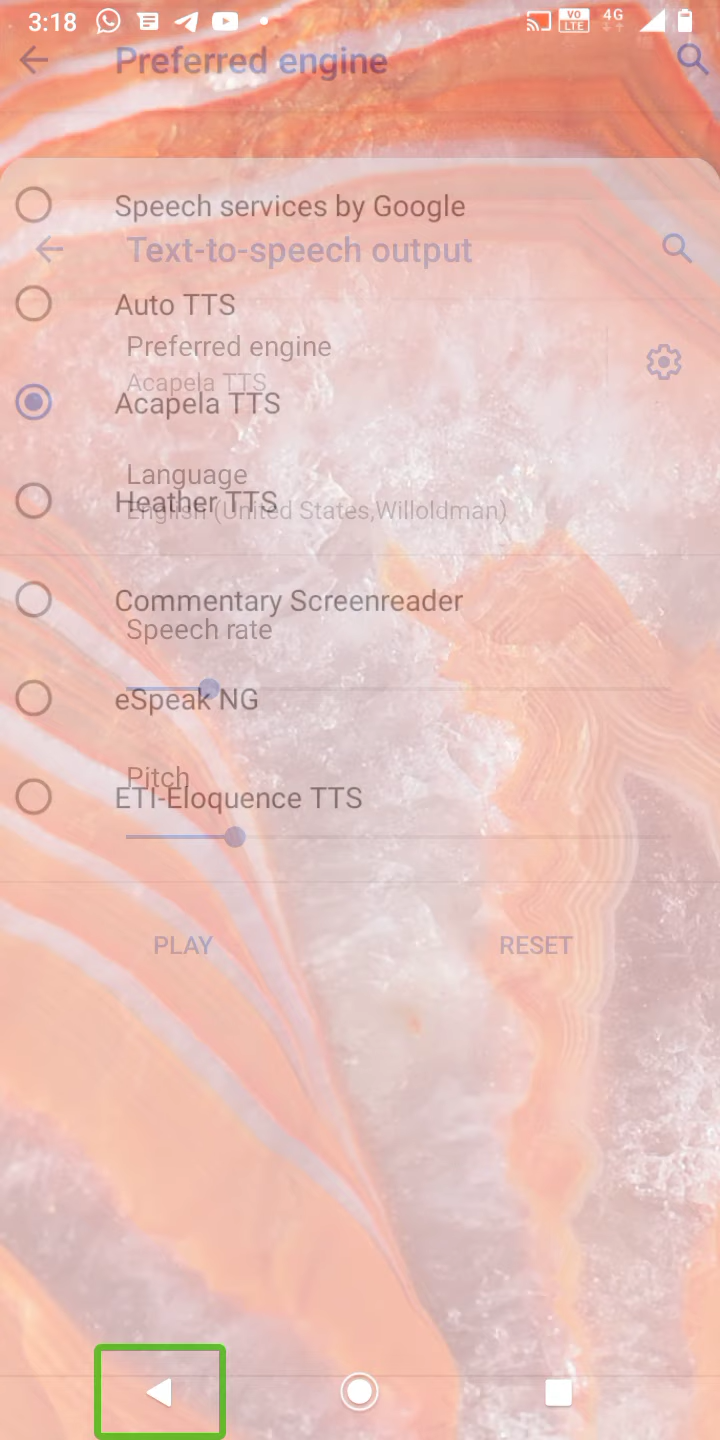 3:18
VO
LTE
4G
Preferred engine
Speech services by Google
Text-to-speech output
Auto TTS
Preferred engine
Acapela TTS
Acapela TTS
Language
Heather TTS
English (United States,Willoldman)
Commentary Screenreader
Speech rate
eSpeak NG
Pitch
ETI-Eloquence TTS
PLAY RESET